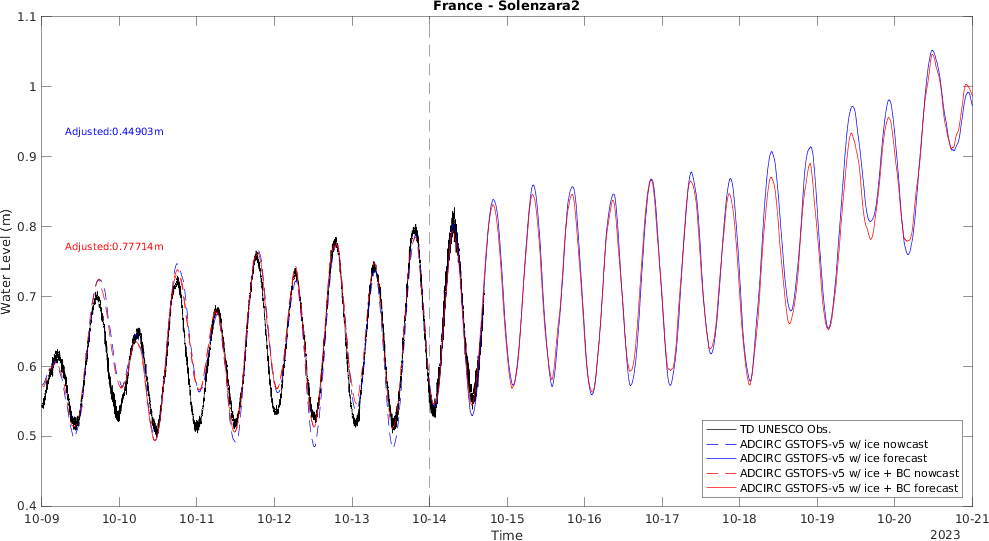 France - Solenzara2
1.1
1
0.9
0.8
0.7
0.6
0.5
0.4
Water Level (m)
Adjusted:0.44903m
Adjusted:0.77714m
TD UNESCO Obs.
ADCIRC GSTOFS-v5 w/ ice nowcast
ADCIRC GSTOFS-v5 w/ ice forecast
ADCIRC GSTOFS-v5 w/ ice + BC nowcast
ADCIRC GSTOFS-v5 w/ ice + BC forecast
10-09 10-10 10-11 10-12 10-13 10-14 10-15 10-16 10-17 10-18 10-19 10-20 10-21
Time
2023